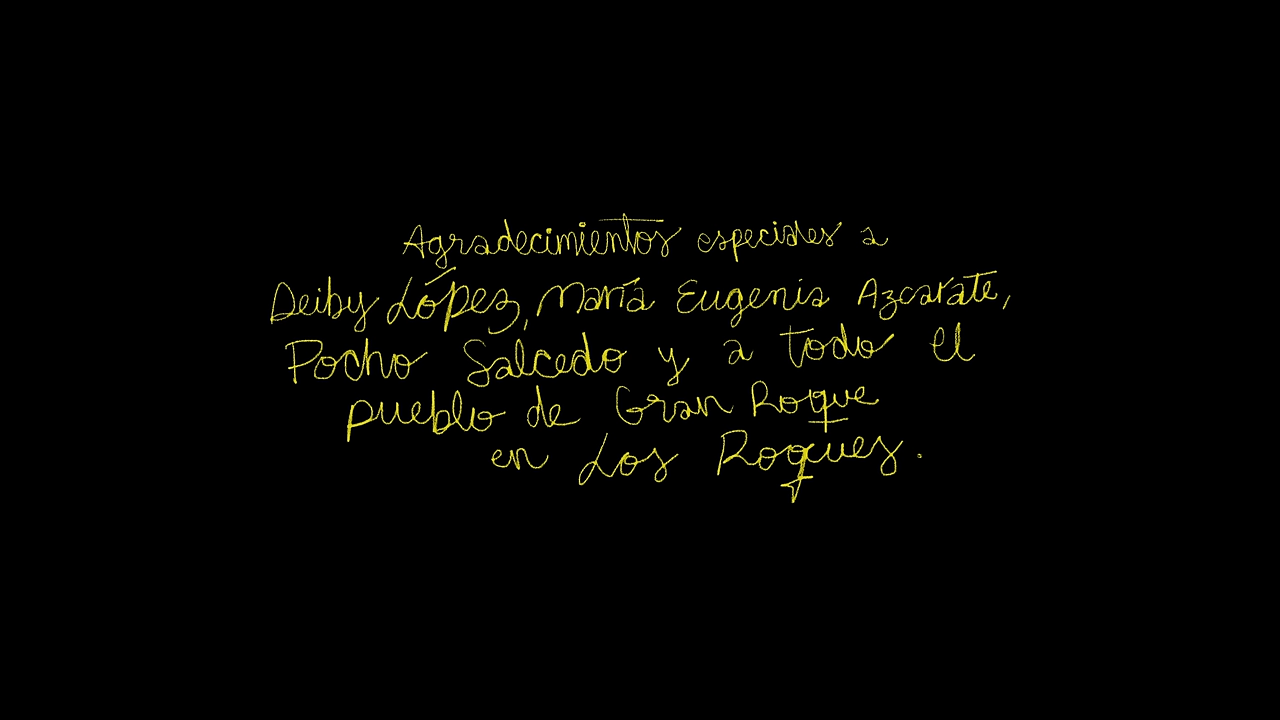 Agradecimientos especiales a
Deiby López, María Eugenia Azcarate,
Pocho Salcedo y a todo el
pueblo de Gran Roque
en Los Roques.